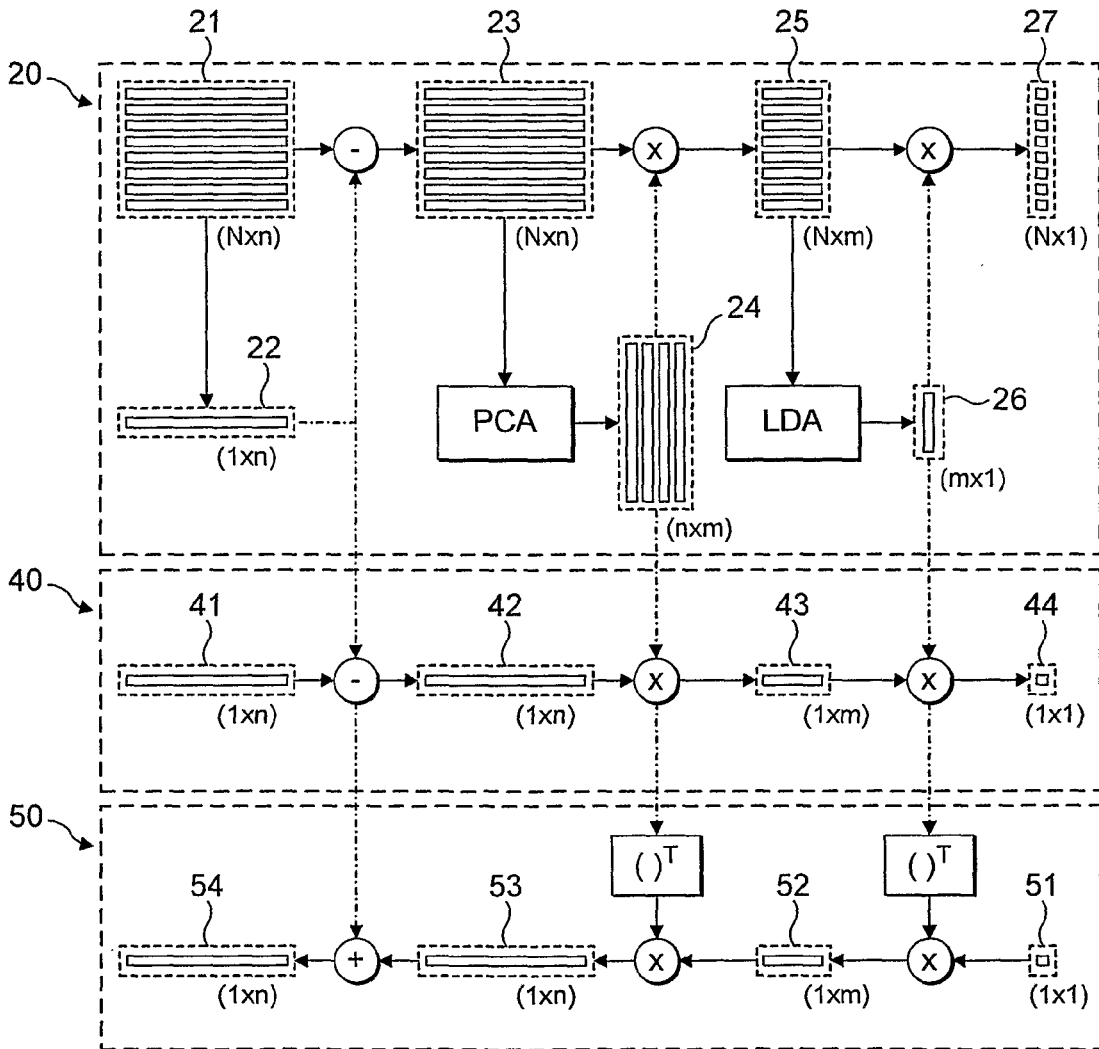 21 23 25 27
20
- x x
(Nxn) (Nxn) (Nxm) (Nx1)
24
22
PCA LDA 26
(1xn) (mx1)
(nxm)
40
41 42 43 44
- x x
(1xn) (1xn) (1xm) (1x1)
50
( )T ( )T
54 53 52 51
+ x x
(1xn) (1xn) (1xm) (1x1)